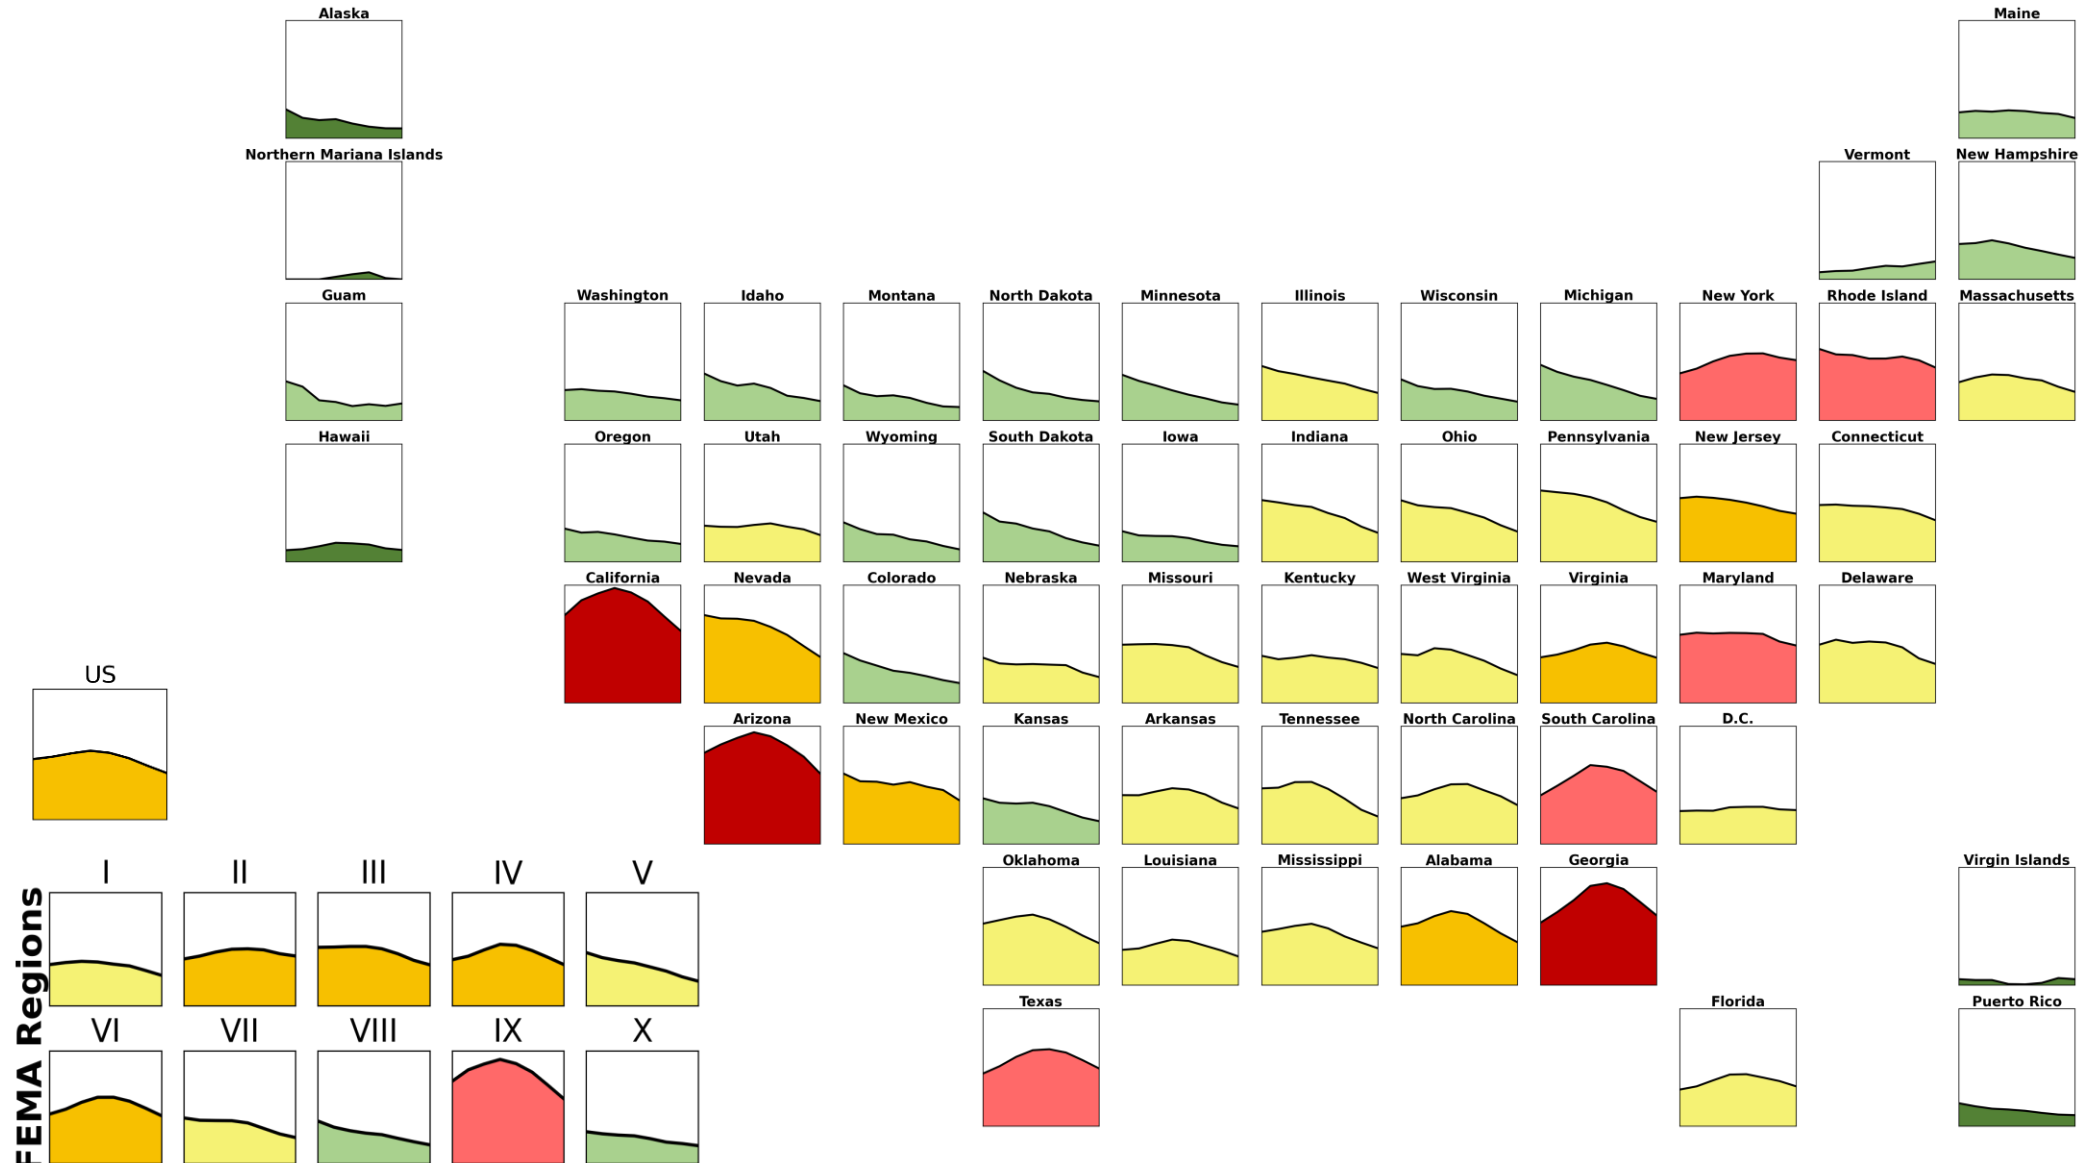 Alaska
Maine
Northern Mariana Islands
Vermont
New Hampshire
Guam
Washington
Idaho
Montana
North Dakota
Minnesota
Illinois
Wisconsin
Michigan
New York
Rhode Island
Massachusetts
Hawaii
Oregon
Utah
Wyoming
South Dakota
Iowa
Indiana
Ohio
Pennsylvania
New Jersey
Connecticut
California
Nevada
Colorado
Nebraska
Missouri
Kentucky
West Virginia
Virginia
Maryland
Delaware
US
Arizona
New Mexico
Kansas
Arkansas
Tennessee
North Carolina
South Carolina
D.C.
Oklahoma
Louisiana
Mississippi
Alabama
Georgia
Virgin Islands
Texas
Florida
Puerto Rico
FEMA Regions
I
II
III
IV
V
VI
VII
VIII
IX
X